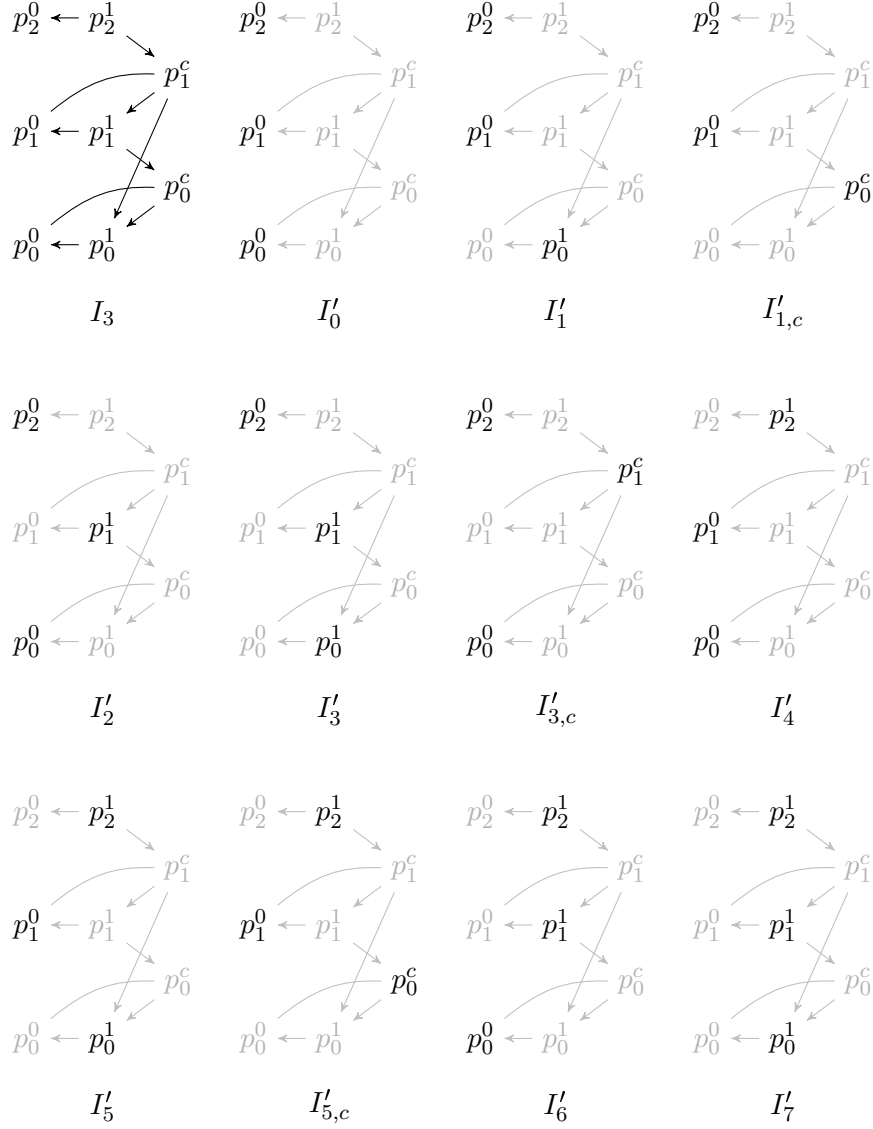 p_2^0 p_2^1 p_2^0 p_2^1 p_2^0 p_2^1 p_2^0 p_2^1
p_1^c p_1^c p_1^c p_1^c
p_1^0 p_1^1 p_1^0 p_1^1 p_1^0 p_1^1 p_1^0 p_1^1
p_0^c p_0^c p_0^c p_0^c
p_0^0 p_0^1 p_0^0 p_0^1 p_0^0 p_0^1 p_0^0 p_0^1
I_3 I'_0 I'_1 I'_{1,c}
p_2^0 p_2^1 p_2^0 p_2^1 p_2^0 p_2^1 p_2^0 p_2^1
p_1^c p_1^c p_1^c p_1^c
p_1^0 p_1^1 p_1^0 p_1^1 p_1^0 p_1^1 p_1^0 p_1^1
p_0^c p_0^c p_0^c p_0^c
p_0^0 p_0^1 p_0^0 p_0^1 p_0^0 p_0^1 p_0^0 p_0^1
I'_2 I'_3 I'_{3,c} I'_4
p_2^0 p_2^1 p_2^0 p_2^1 p_2^0 p_2^1 p_2^0 p_2^1
p_1^c p_1^c p_1^c p_1^c
p_1^0 p_1^1 p_1^0 p_1^1 p_1^0 p_1^1 p_1^0 p_1^1
p_0^c p_0^c p_0^c p_0^c
p_0^0 p_0^1 p_0^0 p_0^1 p_0^0 p_0^1 p_0^0 p_0^1
I'_5 I'_{5,c} I'_6 I'_7